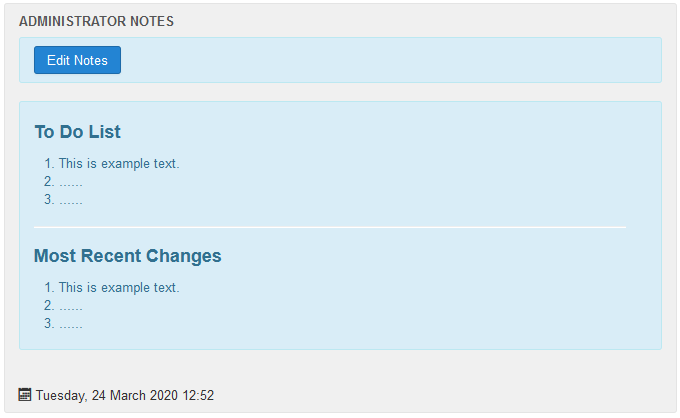 ADMINISTRATOR NOTES
Edit Notes
To Do List
1. This is example text.
2. ......
3. ......
Most Recent Changes
1. This is example text.
2. ......
3. ......
Tuesday, 24 March 2020 12:52